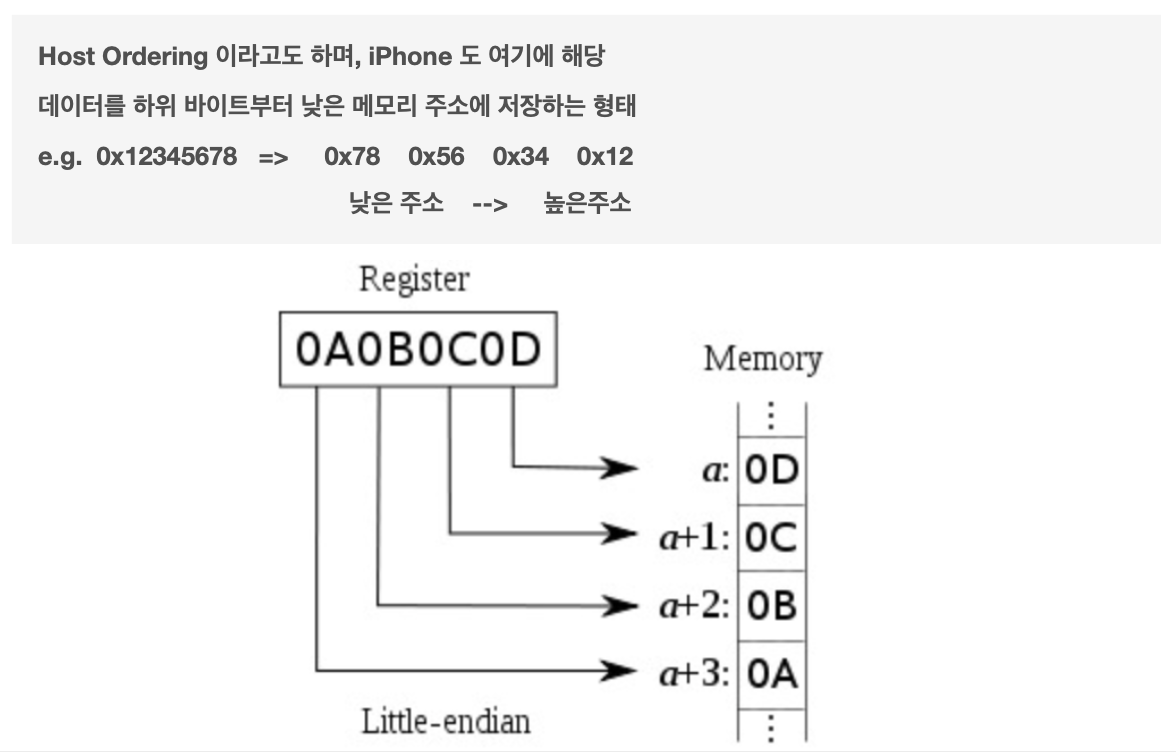 Host Ordering 이라고도 하며, iPhone 도 여기에 해당
데이터를 하위 바이트부터 낮은 메모리 주소에 저장하는 형태
e.g. 0x12345678 => 0x78 0x56 0x34 0x12
낮은 주소 --> 높은주소
Register
0A0B0C0D
Memory
a: 0D
a+1: 0C
a+2: 0B
a+3: 0A
Little-endian